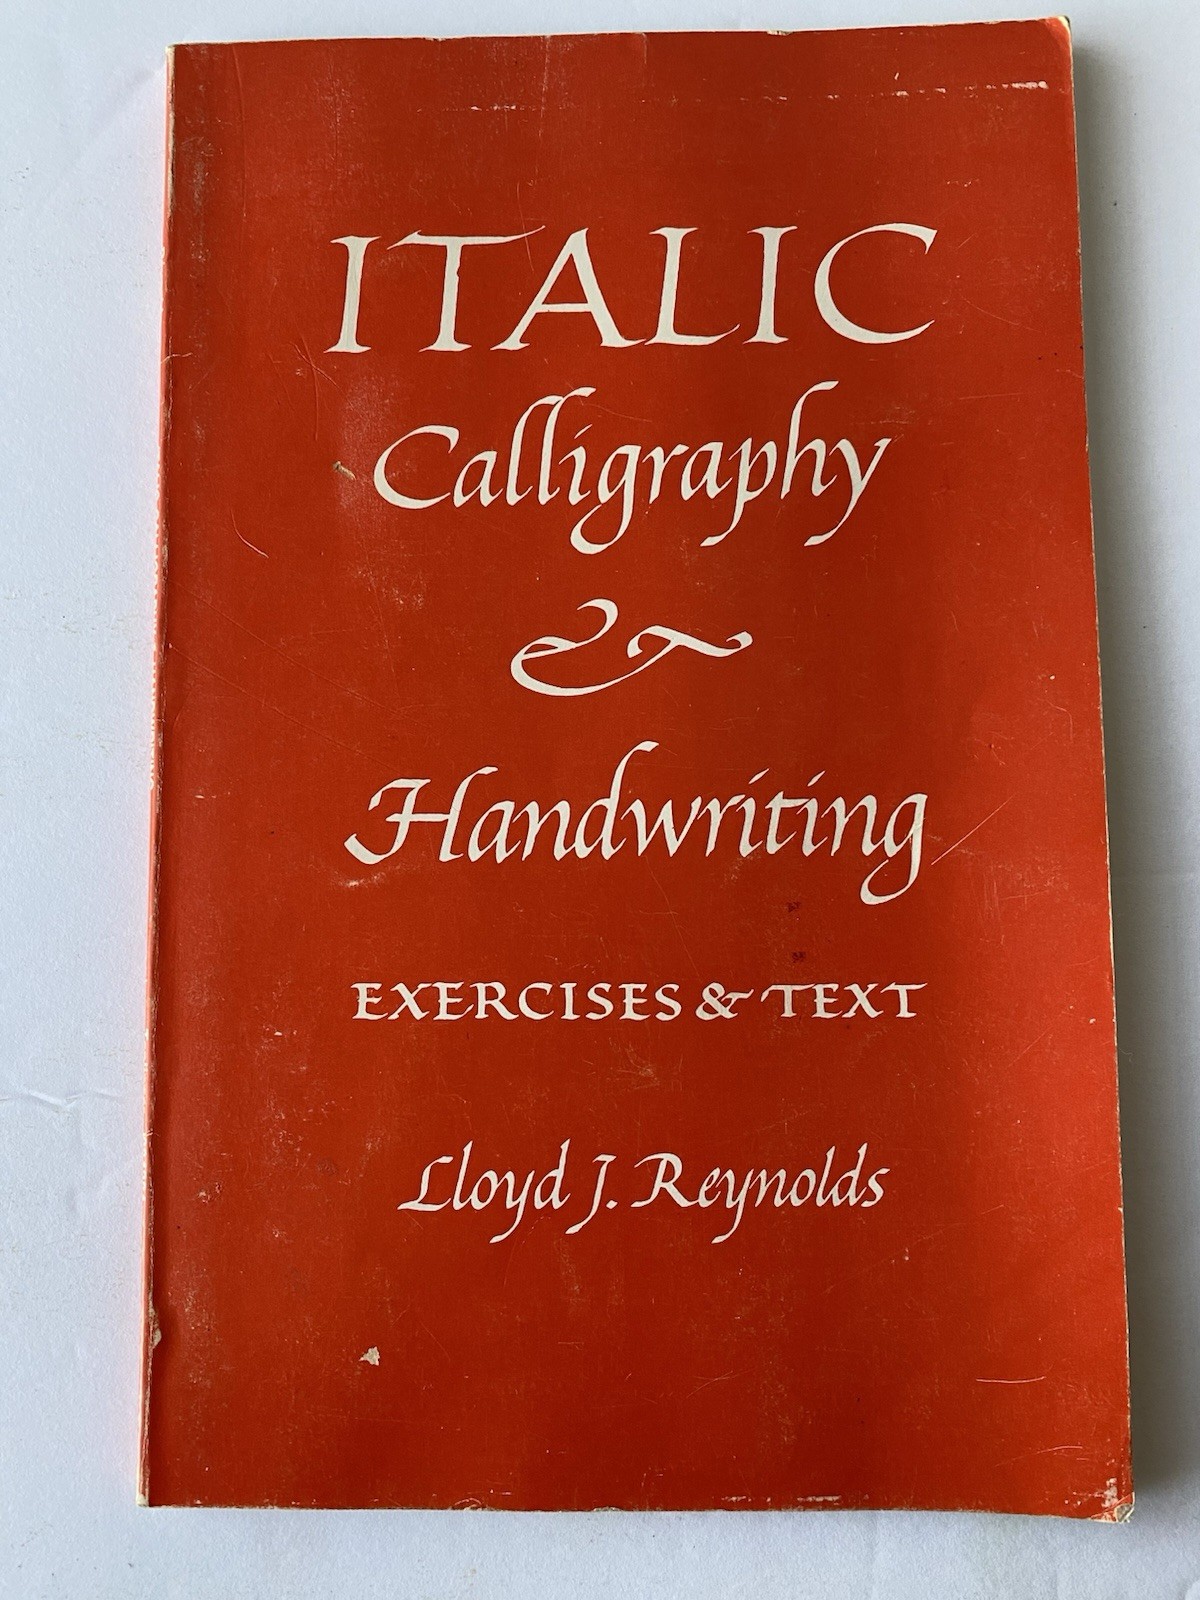 ITALIC
Calligraphy
&
Handwriting
EXERCISES & TEXT
Lloyd J. Reynolds